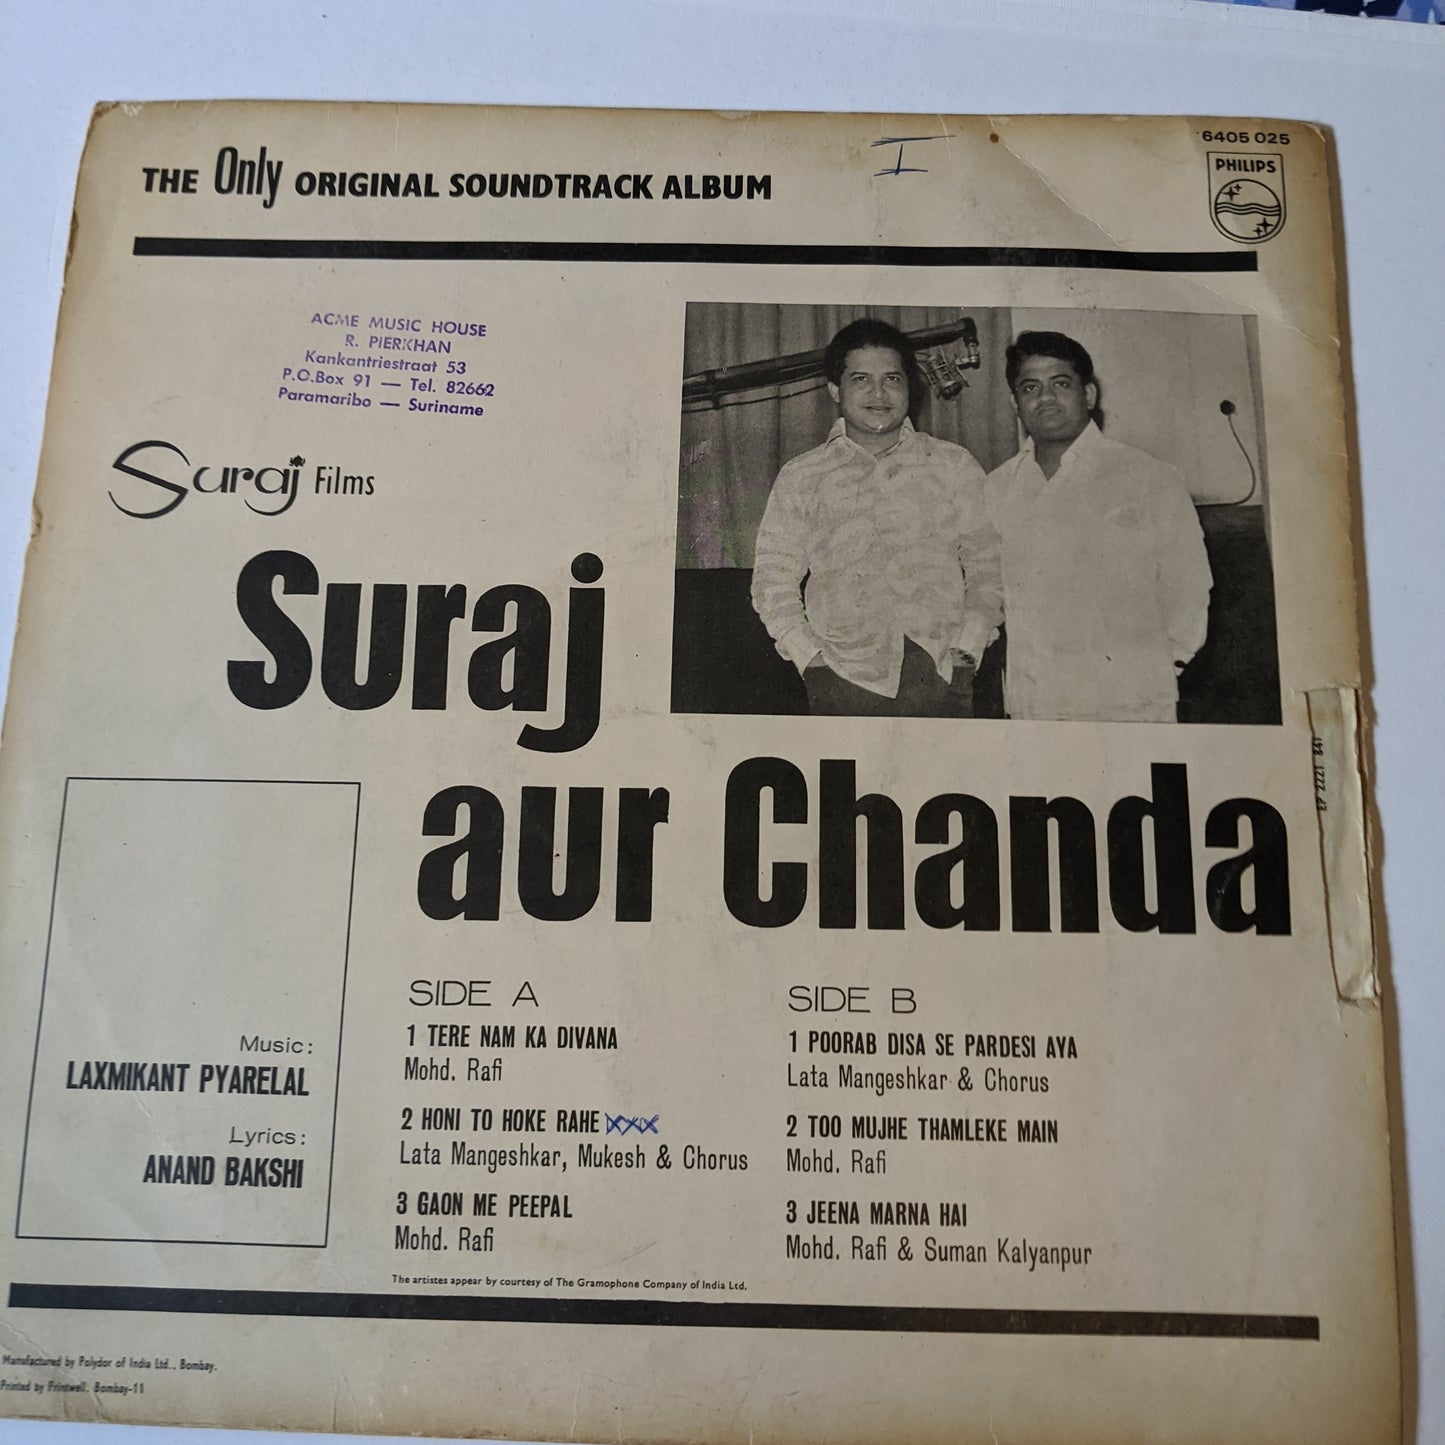 6405 025
PHILIPS
THE Only ORIGINAL SOUNDTRACK ALBUM
I
ACME MUSIC HOUSE
R. PIERKHAN
Kankantriestraat 53
P.O.Box 91 — Tel. 82662
Paramaribo — Suriname
Suraj Films
Suraj
aur Chanda
Music:
LAXMIKANT PYARELAL
Lyrics:
ANAND BAKSHI
SIDE A
1 TERE NAM KA DIVANA
Mohd. Rafi
2 HONI TO HOKE RAHE XXX
Lata Mangeshkar, Mukesh & Chorus
3 GAON ME PEEPAL
Mohd. Rafi
SIDE B
1 POORAB DISA SE PARDESI AYA
Lata Mangeshkar & Chorus
2 TOO MUJHE THAMLEKE MAIN
Mohd. Rafi
3 JEENA MARNA HAI
Mohd. Rafi & Suman Kalyanpur
The artistes appear by courtesy of The Gramophone Company of India Ltd.
Manufactured by Polydor of India Ltd., Bombay.
Printed by Printwell, Bombay-11